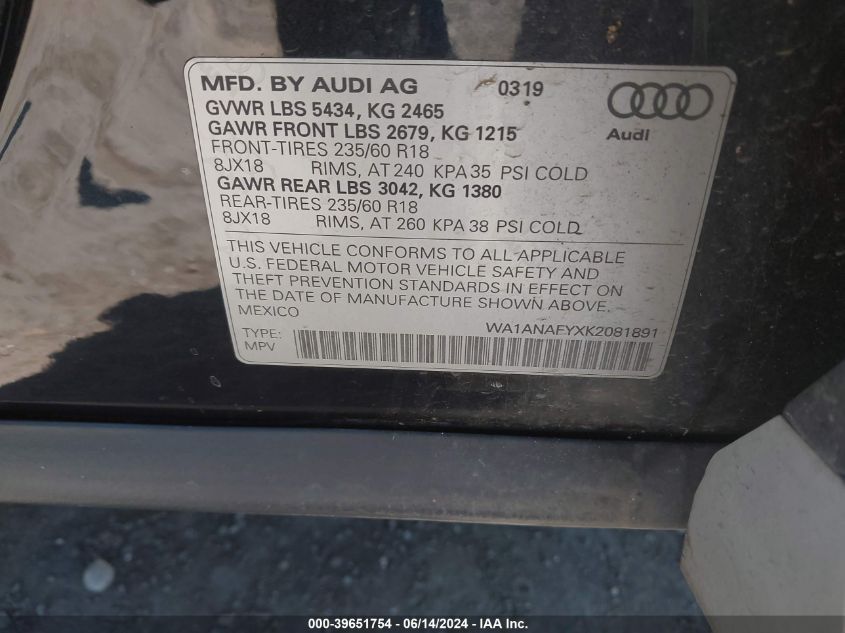 MFD. BY AUDI AG 0319
GVWR LBS 5434, KG 2465
GAWR FRONT LBS 2679, KG 1215
Audi
FRONT-TIRES 235/60 R18
8JX18 RIMS, AT 240 KPA 35 PSI COLD
GAWR REAR LBS 3042, KG 1380
REAR-TIRES 235/60 R18
8JX18 RIMS, AT 260 KPA 38 PSI COLD
THIS VEHICLE CONFORMS TO ALL APPLICABLE
U.S. FEDERAL MOTOR VEHICLE SAFETY AND
THEFT PREVENTION STANDARDS IN EFFECT ON
THE DATE OF MANUFACTURE SHOWN ABOVE.
MEXICO
WA1ANAFYXK2081891
TYPE:
MPV
000-39651754 - 06/14/2024 - IAAI.COM